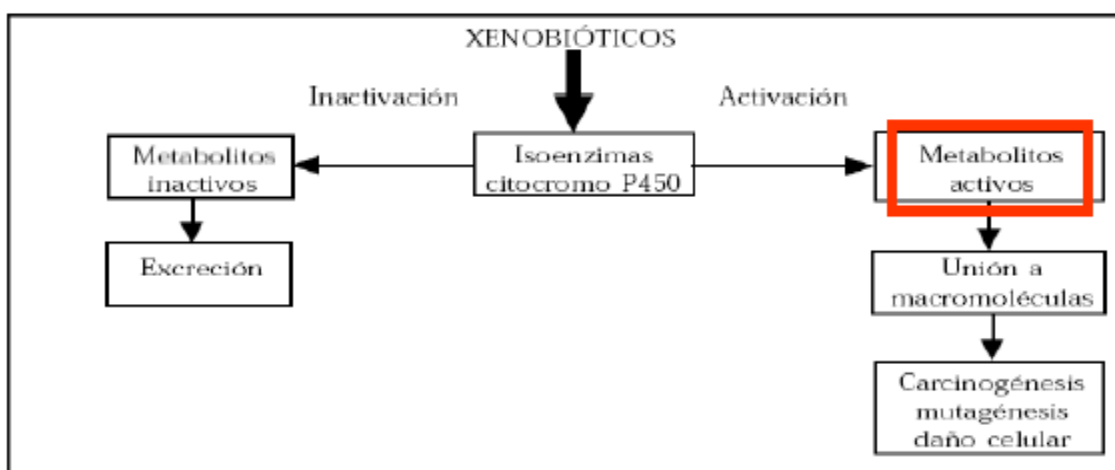 XENOBIÓTICOS
Inactivación
Activación
Metabolitos
inactivos
Isoenzimas
citocromo P450
Metabolitos
activos
Excreción
Unión a
macromoléculas
Carcinogénesis
mutagénesis
daño celular